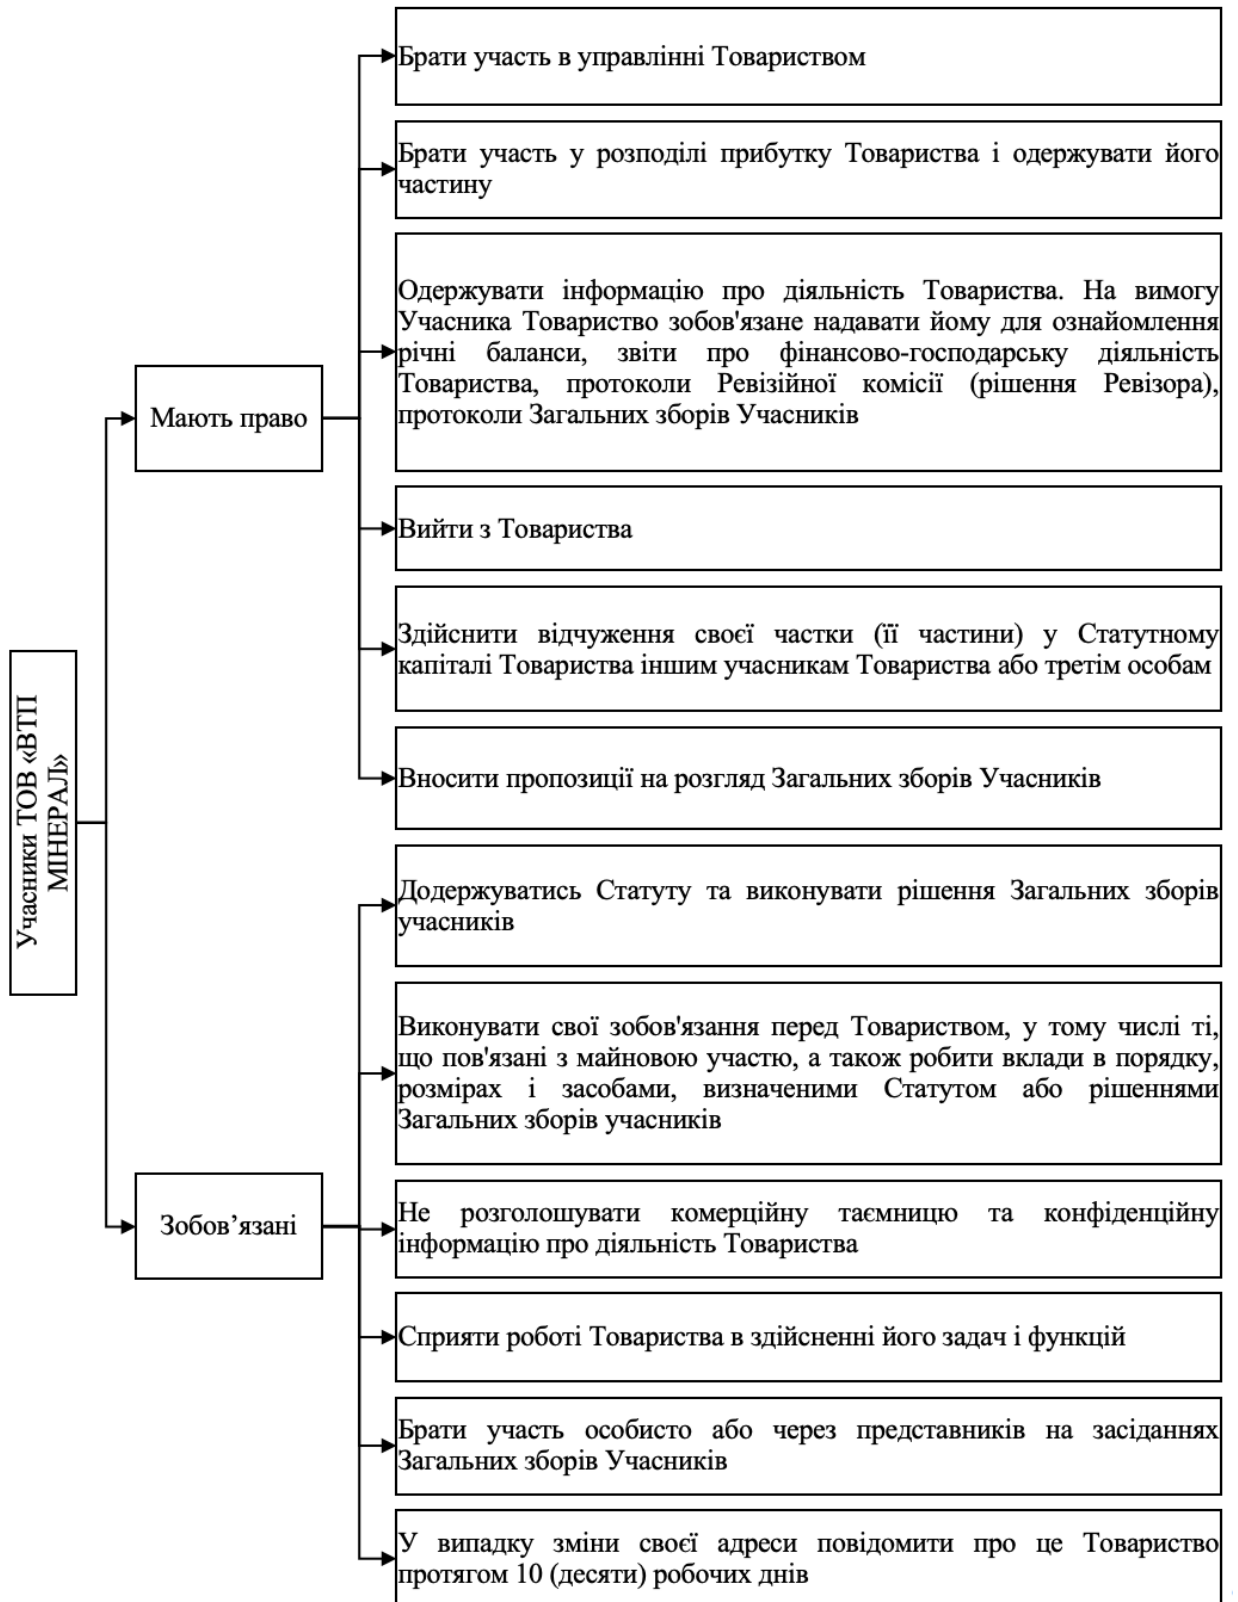 Учасники ТОВ «ВТП
МІНЕРАЛ»
Мають право
Брати участь в управлінні Товариством
Брати участь у розподілі прибутку Товариства і одержувати його
частину
Одержувати інформацію про діяльність Товариства. На вимогу
Учасника Товариство зобов'язане надавати йому для ознайомлення
річні баланси, звіти про фінансово-господарську діяльність
Товариства, протоколи Ревізійної комісії (рішення Ревізора),
протоколи Загальних зборів Учасників
Вийти з Товариства
Здійснити відчуження своєї частки (її частини) у Статутному
капіталі Товариства іншим учасникам Товариства або третім особам
Вносити пропозиції на розгляд Загальних зборів Учасників
Зобов’язані
Додержуватись Статуту та виконувати рішення Загальних зборів
учасників
Виконувати свої зобов'язання перед Товариством, у тому числі ті,
що пов'язані з майновою участю, а також робити вклади в порядку,
розмірах і засобами, визначеними Статутом або рішеннями
Загальних зборів учасників
Не розголошувати комерційну таємницю та конфіденційну
інформацію про діяльність Товариства
Сприяти роботі Товариства в здійсненні його задач і функцій
Брати участь особисто або через представників на засіданнях
Загальних зборів Учасників
У випадку зміни своєї адреси повідомити про це Товариство
протягом 10 (десяти) робочих днів